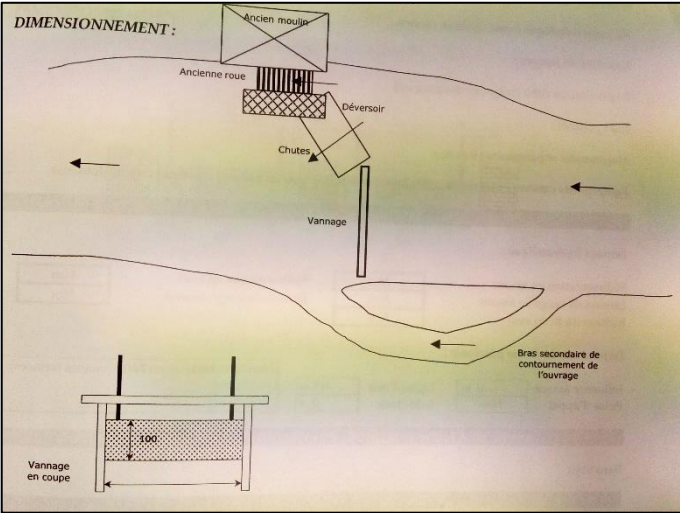 DIMENSIONNEMENT :
Ancien moulin
Ancienne roue
Déversoir
Chutes
Vannage
Bras secondaire de
contournement de
l'ouvrage
100
Vannage
en coupe